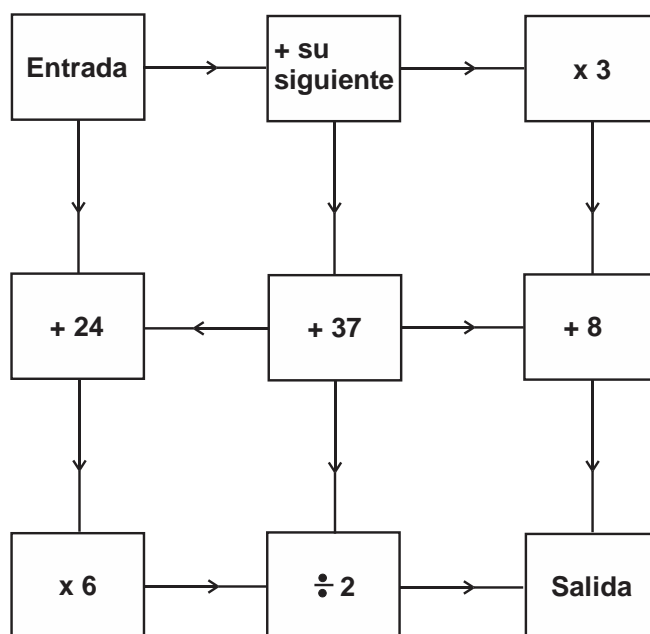 Entrada
+ su
siguiente
x 3
+ 24
+ 37
+ 8
x 6
÷ 2
Salida